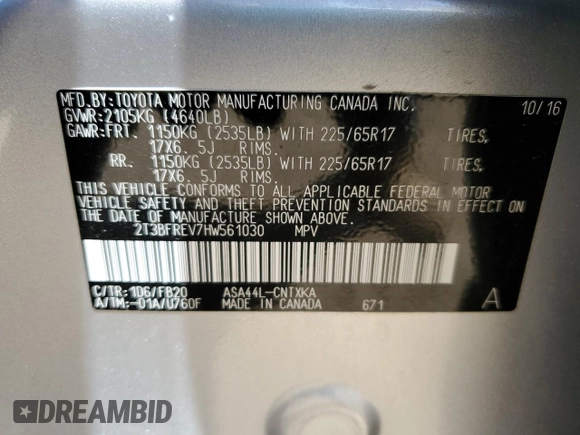 MFD.BY:TOYOTA MOTOR MANUFACTURING CANADA INC. 10/16
GVWR:2105KG (4640LB)
GAWR:FRT. 1150KG (2535LB) WITH 225/65R17 TIRES,
17X6.5J RIMS.
RR. 1150KG (2535LB) WITH 225/65R17 TIRES,
17X6.5J RIMS.
THIS VEHICLE CONFORMS TO ALL APPLICABLE FEDERAL MOTOR
VEHICLE SAFETY AND THEFT PREVENTION STANDARDS IN EFFECT
ON THE DATE OF MANUFACTURE SHOWN ABOVE.
2T3BFREV7HW561030 MPV
C/TR:1D6/FB20 ASA44L-CNTXKA
A/TM:-01A/U760F MADE IN CANADA 671 A
DREAMBID